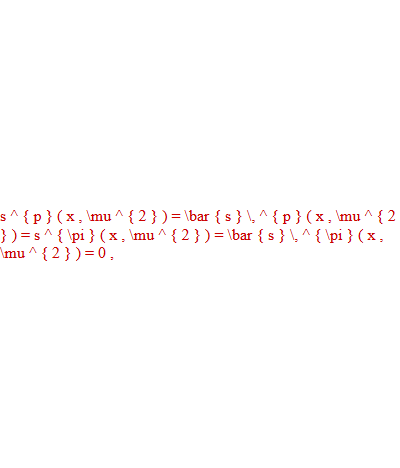 s ^ { p } ( x , \mu ^ { 2 } ) = \bar { s } \, ^ { p } ( x , \mu ^ { 2
} ) = s ^ { \pi } ( x , \mu ^ { 2 } ) = \bar { s } \, ^ { \pi } ( x ,
\mu ^ { 2 } ) = 0 ,